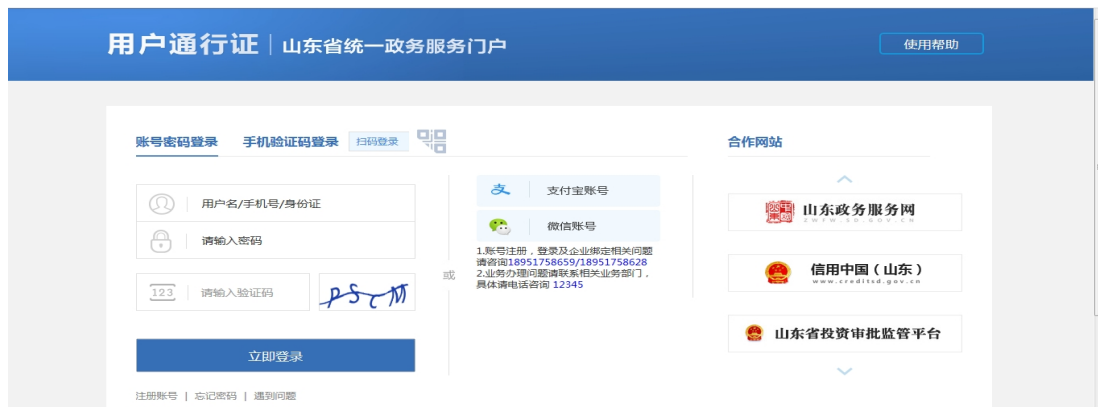 用户通行证 | 山东省统一政务服务门户
使用帮助
账号密码登录 手机验证码登录 扫码登录
用户名/手机号/身份证
请输入密码
123 请输入验证码
PSCM
立即登录
注册账号 | 忘记密码 | 遇到问题
或
支付宝账号
微信账号
1.账号注册，登录及企业绑定相关问题
请咨询18951758659/18951758628
2.业务办理问题请联系相关业务部门，
具体请电话咨询 12345
合作网站
山东政务服务网
ZWFW.SD.GOV.CN
信用中国（山东）
www.creditsd.gov.cn
山东省投资审批监管平台